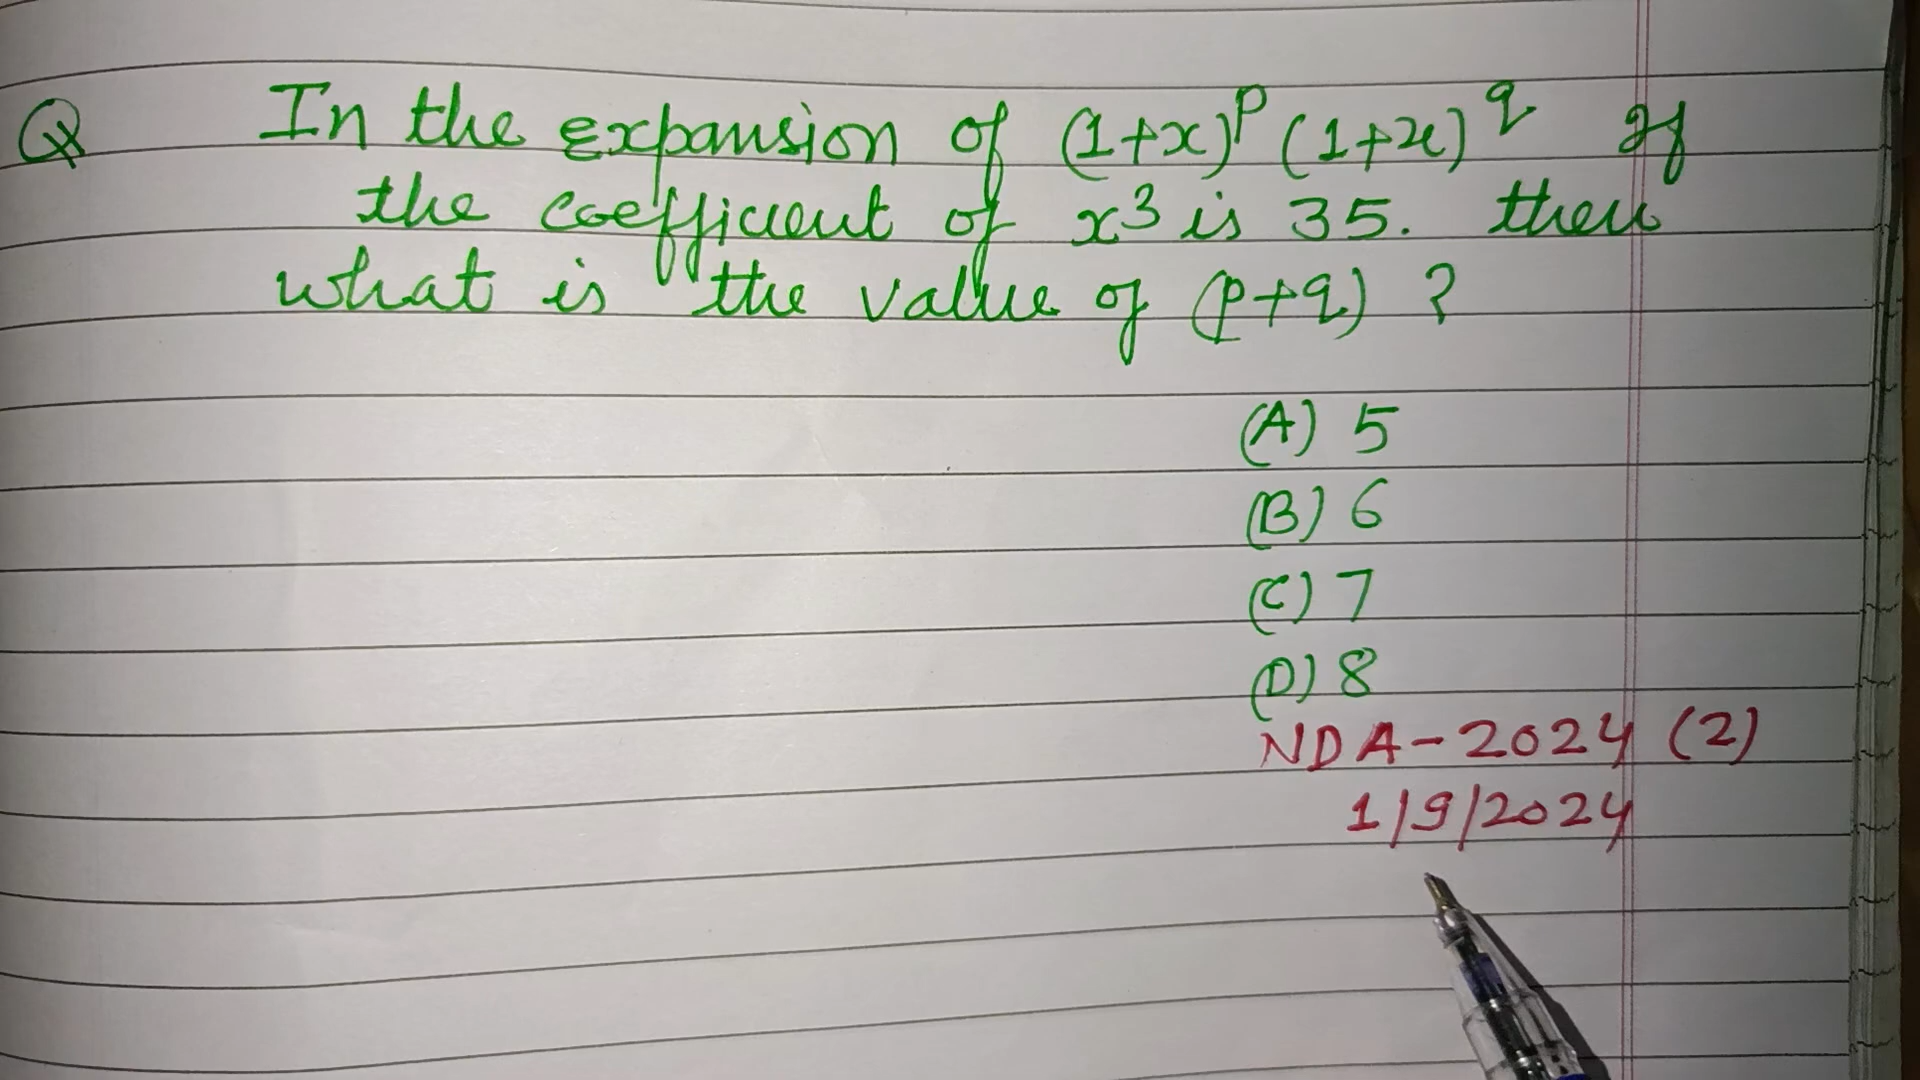 Q In the expansion of (1+x)^p (1+x)^q If
the coefficient of x³ is 35. then
what is the value of (p+q) ?
(A) 5
(B) 6
(C) 7
(D) 8
NDA-2024 (2)
1/9/2024